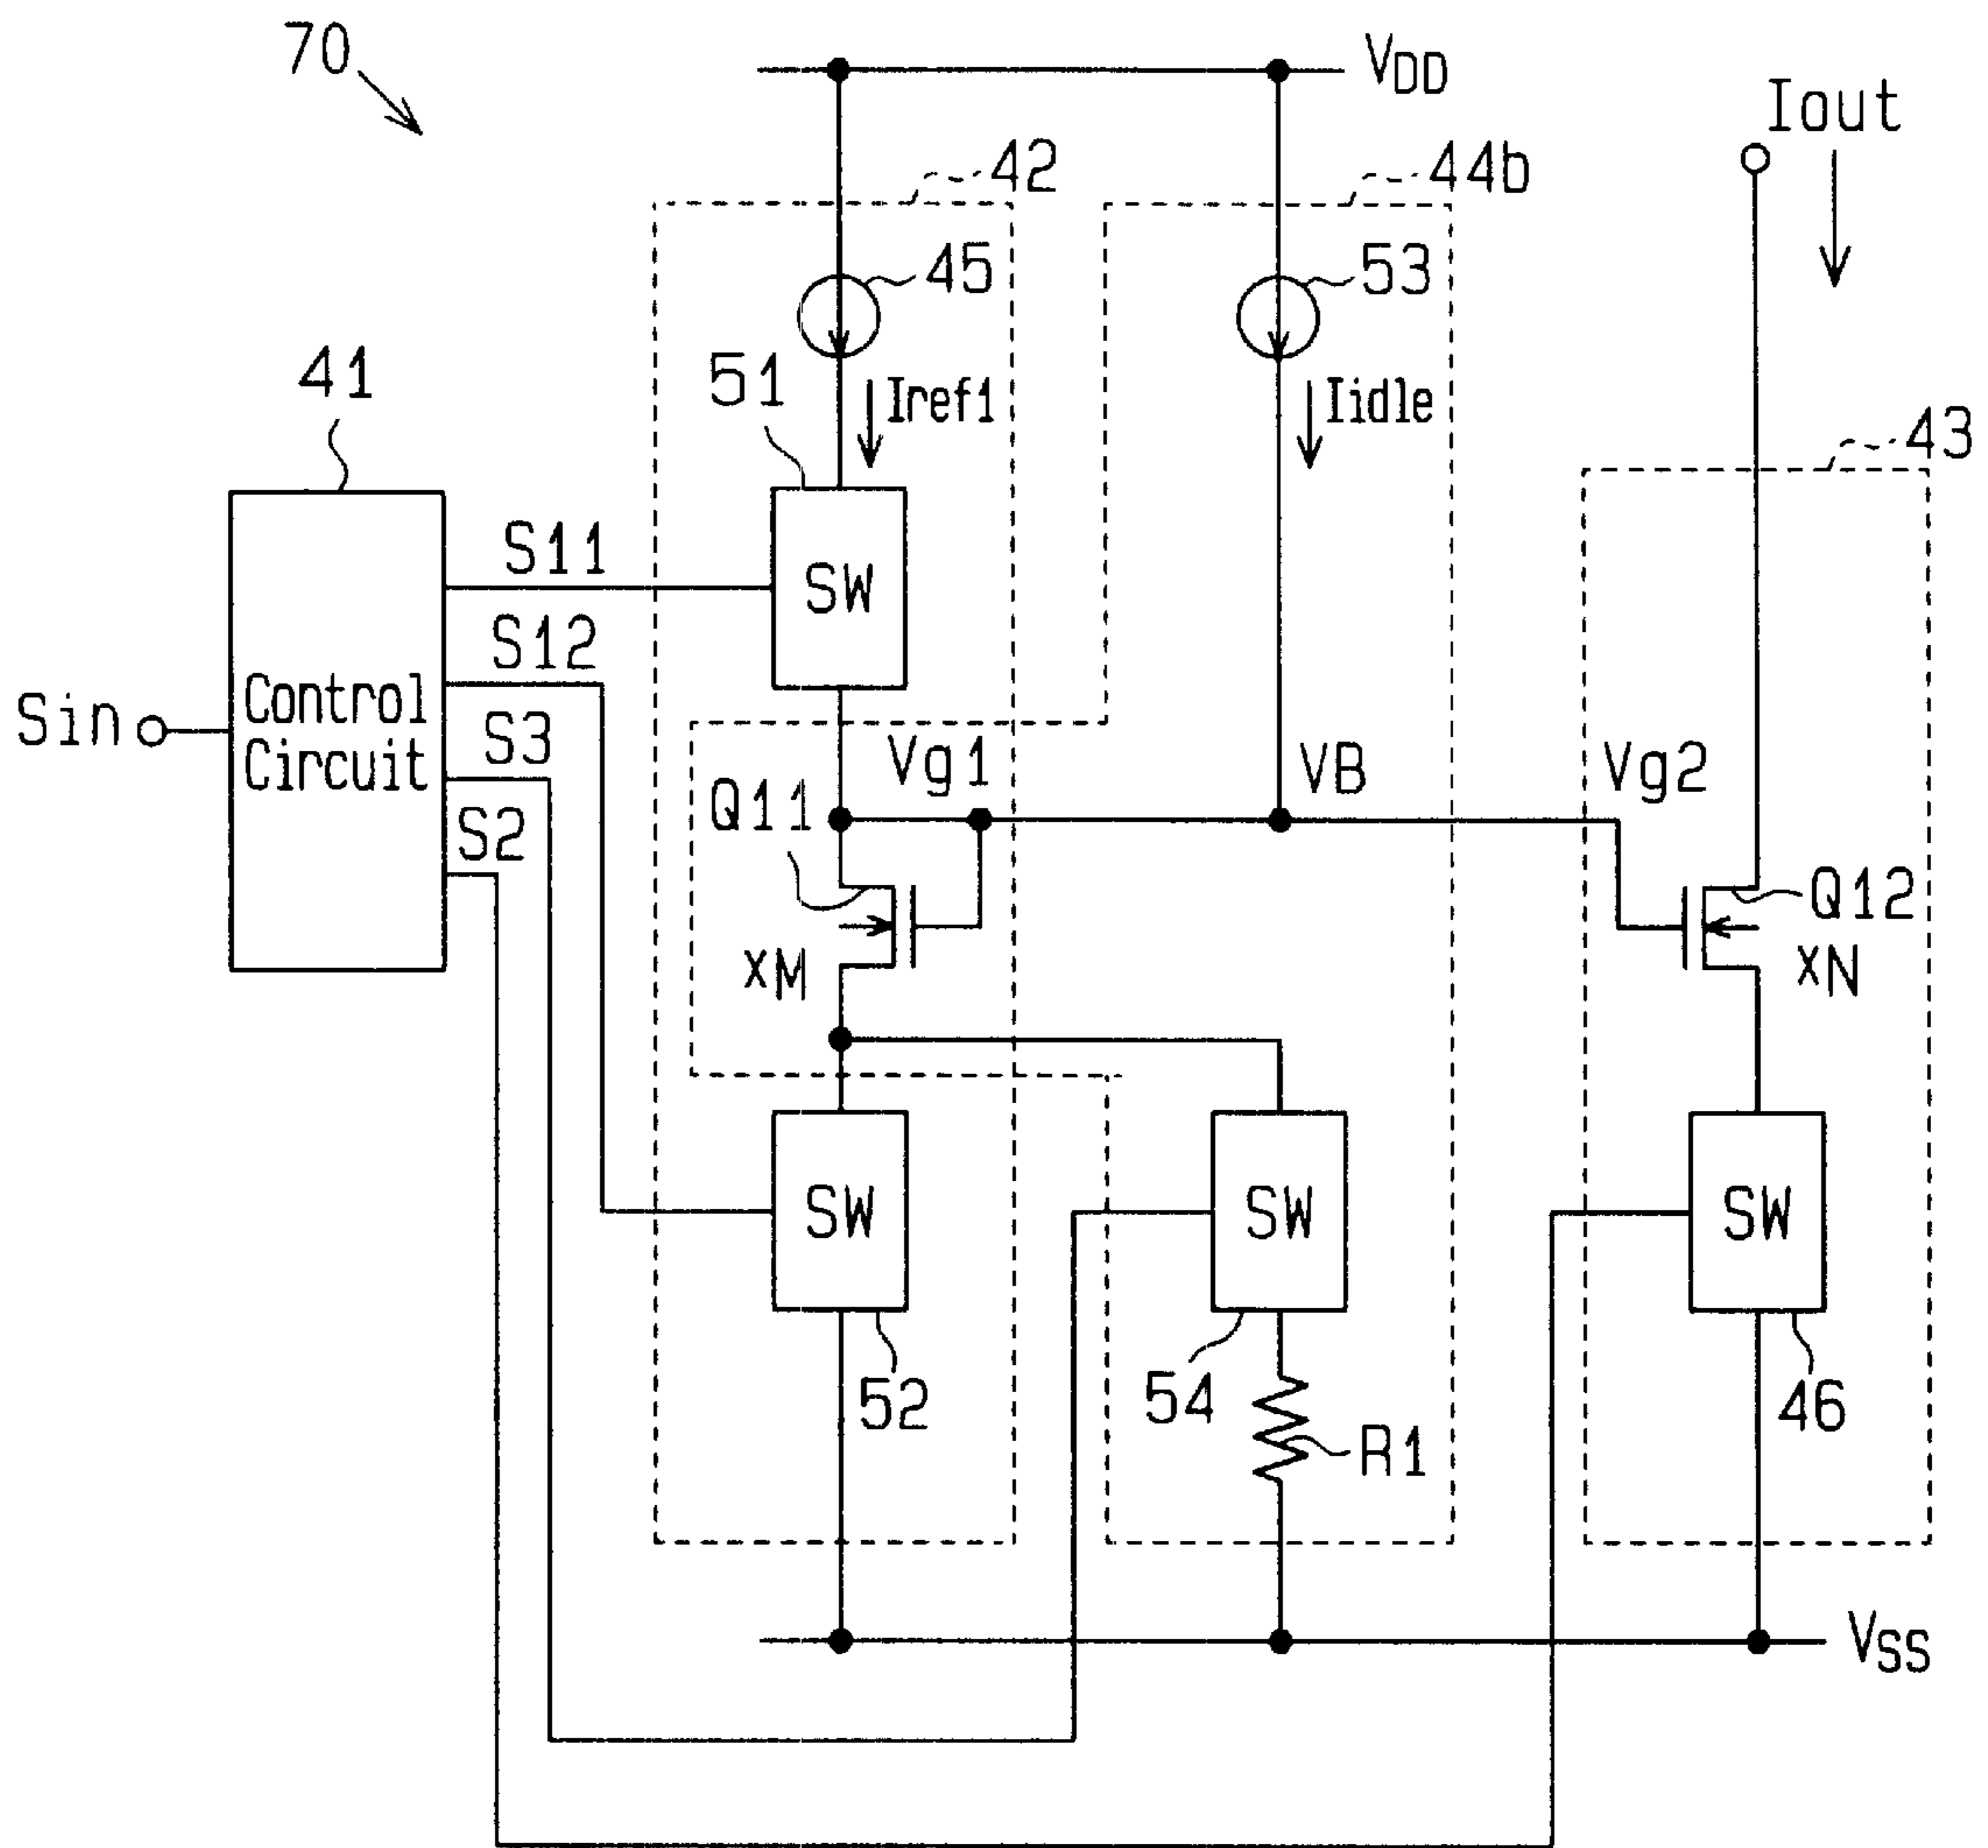 70
VDD
Iout
42
44b
45
53
51
Iref1
Iidle
41
43
S11
SW
S12
Sin
Control
Circuit
S3
Vg1
VB
Vg2
Q11
S2
Q12
xM
xN
SW
SW
SW
52
54
R1
46
VSS